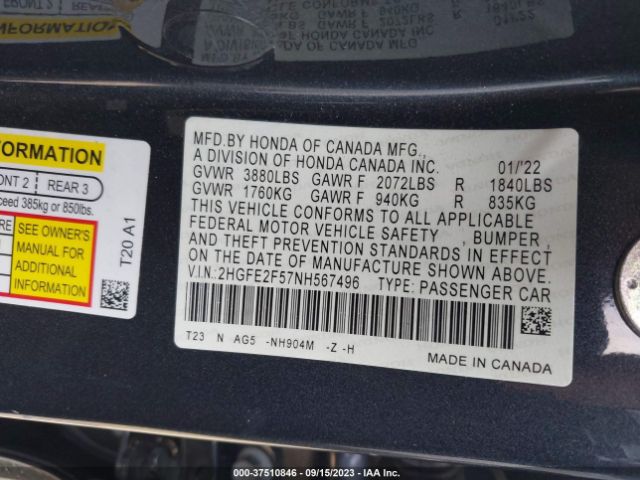 MFD.BY HONDA OF CANADA MFG.,
A DIVISION OF HONDA CANADA INC. 01/'22
GVWR 3880LBS GAWR F 2072LBS R 1840LBS
GVWR 1760KG GAWR F 940KG R 835KG
THIS VEHICLE CONFORMS TO ALL APPLICABLE
FEDERAL MOTOR VEHICLE SAFETY , BUMPER ,
AND THEFT PREVENTION STANDARDS IN EFFECT
ON THE DATE OF MANUFACTURE SHOWN ABOVE.
V.I.N.: 2HGFE2F57NH567496 TYPE: PASSENGER CAR
T23 N AG5 -NH904M -Z -H
MADE IN CANADA
FORMATION
ONT 2 REAR 3
ceed 385kg or 850lbs.
SEE OWNER'S
MANUAL FOR
ADDITIONAL
INFORMATION
T20 A1
000-37510846 - 09/15/2023 - IAA Inc.